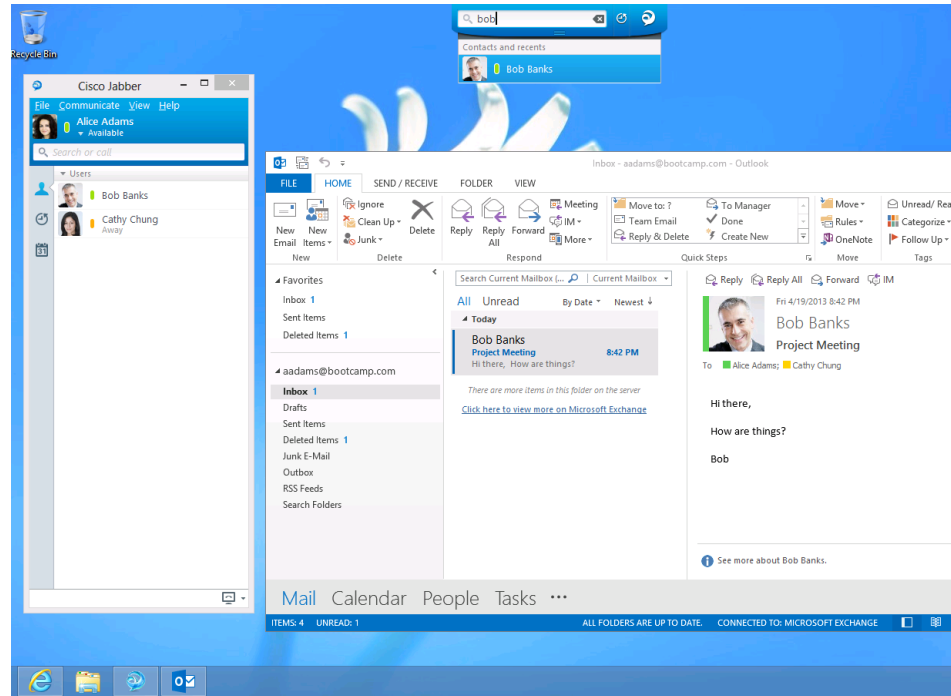 bob
Contacts and recents
Bob Banks
Recycle Bin
Cisco Jabber
File Communicate View Help
Alice Adams
Available
Search or call
Users
Bob Banks
Cathy Chung
Away
31
Inbox - aadams@bootcamp.com - Outlook
FILE HOME SEND / RECEIVE FOLDER VIEW
New Email
New Items
New
Ignore
Clean Up
Junk
Delete
Delete
Reply
Reply All
Forward
Meeting
IM
More
Respond
Move to: ?
Team Email
Reply & Delete
To Manager
Done
Create New
Quick Steps
Move
Rules
OneNote
Move
Unread/ Rea
Categorize
Follow Up
Tags
Favorites
Inbox 1
Sent Items
Deleted Items 1
aadams@bootcamp.com
Inbox 1
Drafts
Sent Items
Deleted Items 1
Junk E-Mail
Outbox
RSS Feeds
Search Folders
Search Current Mailbox (... Current Mailbox
All Unread By Date Newest ↓
Today
Bob Banks
Project Meeting 8:42 PM
Hi there, How are things?
There are more items in this folder on the server
Click here to view more on Microsoft Exchange
Reply Reply All Forward IM
Fri 4/19/2013 8:42 PM
Bob Banks
Project Meeting
To Alice Adams; Cathy Chung
Hi there,
How are things?
Bob
See more about Bob Banks.
Mail Calendar People Tasks ···
ITEMS: 4 UNREAD: 1 ALL FOLDERS ARE UP TO DATE. CONNECTED TO: MICROSOFT EXCHANGE